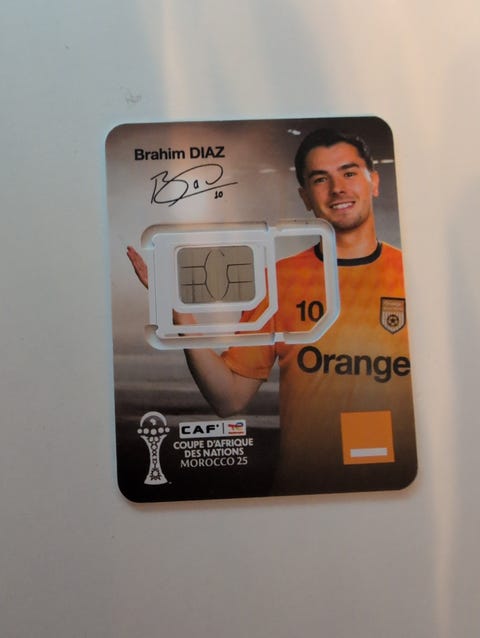 Brahim DIAZ
10
10
Orange
CAF
COUPE D'AFRIQUE
DES NATIONS
MOROCCO 25